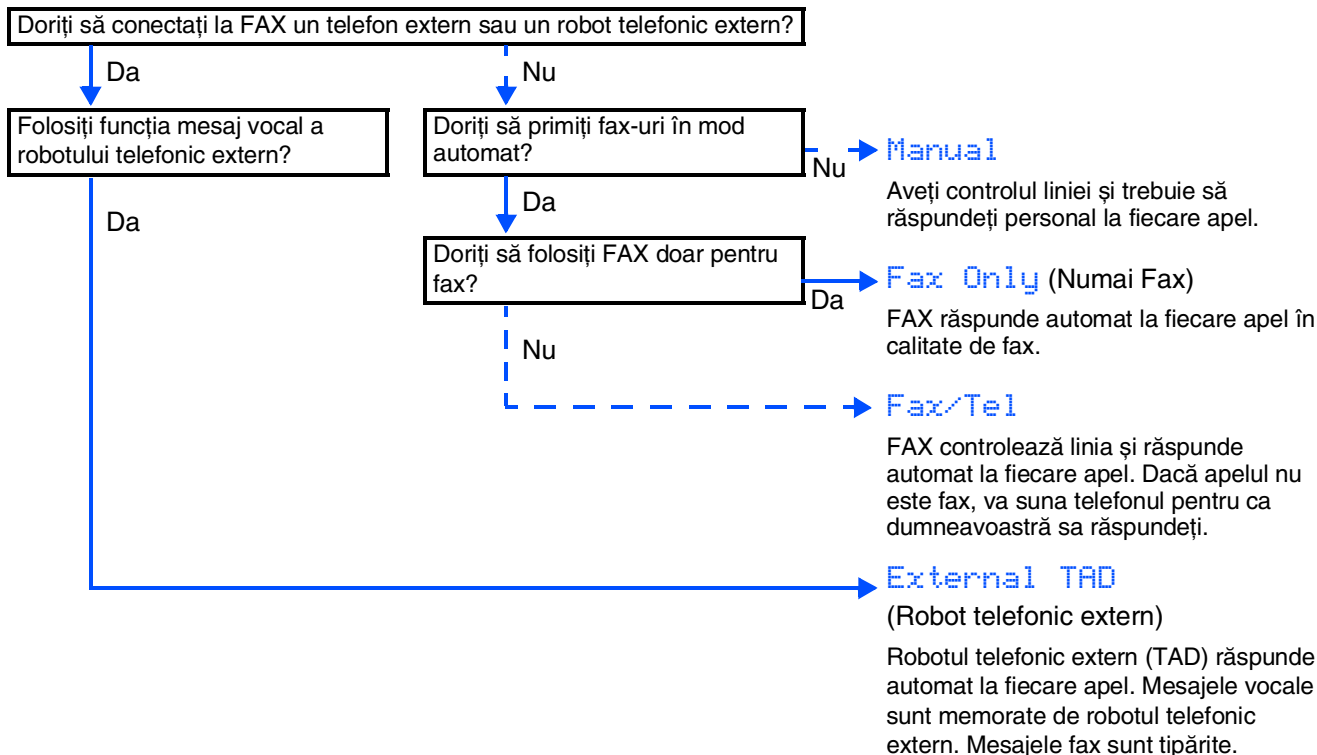 Doriți să conectați la FAX un telefon extern sau un robot telefonic extern?
Da
Nu
Folosiți funcția mesaj vocal a
robotului telefonic extern?
Doriți să primiți fax-uri în mod
automat?
Nu
Manual
Aveți controlul liniei și trebuie să
răspundeți personal la fiecare apel.
Da
Da
Doriți să folosiți FAX doar pentru
fax?
Da
Fax Only (Numai Fax)
FAX răspunde automat la fiecare apel în
calitate de fax.
Nu
Fax/Tel
FAX controlează linia și răspunde
automat la fiecare apel. Dacă apelul nu
este fax, va suna telefonul pentru ca
dumneavoastră sa răspundeți.
External TAD
(Robot telefonic extern)
Robotul telefonic extern (TAD) răspunde
automat la fiecare apel. Mesajele vocale
sunt memorate de robotul telefonic
extern. Mesajele fax sunt tipărite.